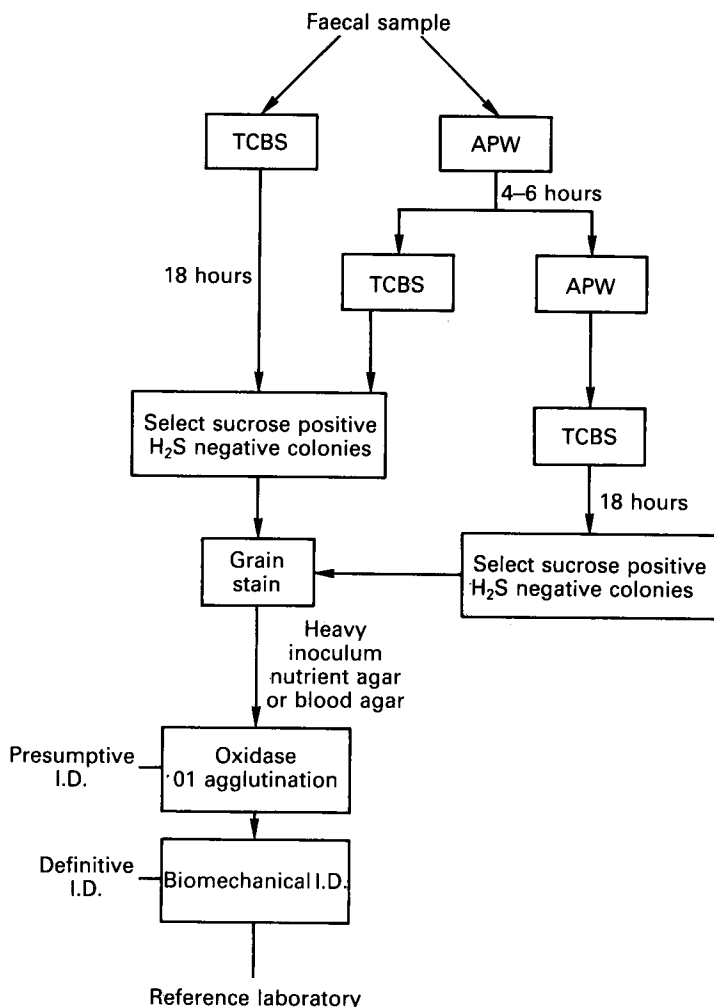 Faecal sample
TCBS
APW
4–6 hours
18 hours
TCBS
APW
Select sucrose positive
H₂S negative colonies
TCBS
18 hours
Grain
stain
Select sucrose positive
H₂S negative colonies
Heavy
inoculum
nutrient agar
or blood agar
Presumptive
I.D.
Oxidase
01 agglutination
Definitive
I.D.
Biomechanical I.D.
Reference laboratory